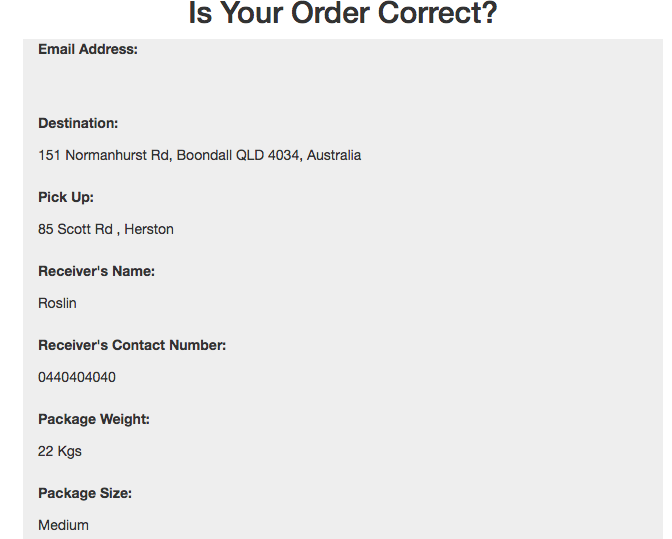 Is Your Order Correct?
Email Address:
Destination:
151 Normanhurst Rd, Boondall QLD 4034, Australia
Pick Up:
85 Scott Rd , Herston
Receiver's Name:
Roslin
Receiver's Contact Number:
0440404040
Package Weight:
22 Kgs
Package Size:
Medium